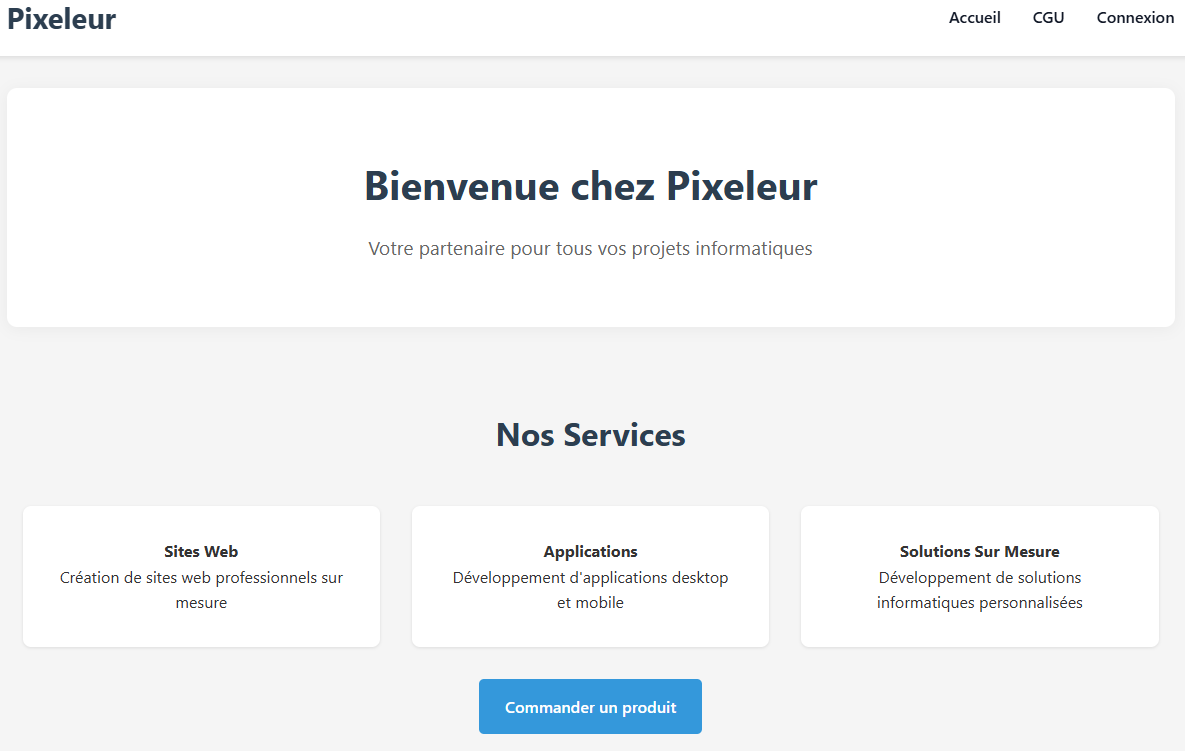 Pixeleur
Accueil CGU Connexion
Bienvenue chez Pixeleur
Votre partenaire pour tous vos projets informatiques
Nos Services
Sites Web
Création de sites web professionnels sur
mesure
Applications
Développement d'applications desktop
et mobile
Solutions Sur Mesure
Développement de solutions
informatiques personnalisées
Commander un produit